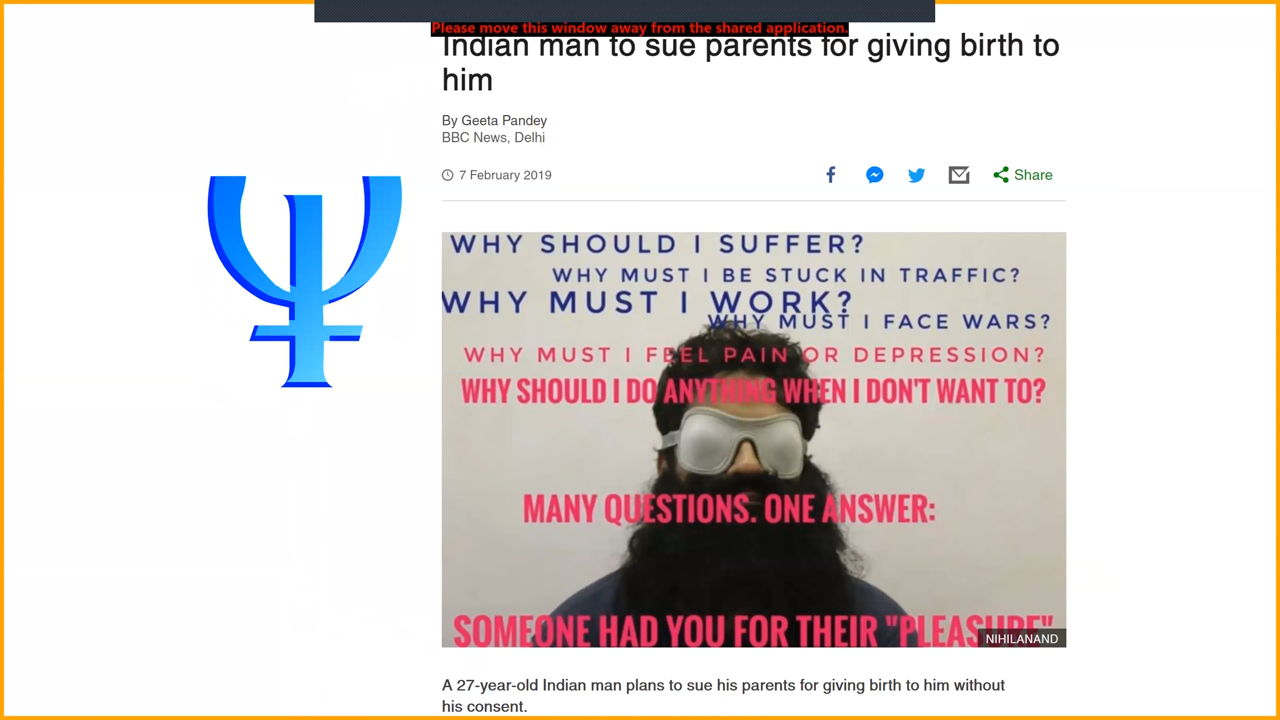 Please move this window away from the shared application.
Indian man to sue parents for giving birth to
him
By Geeta Pandey
BBC News, Delhi
7 February 2019
Share
WHY SHOULD I SUFFER?
WHY MUST I BE STUCK IN TRAFFIC?
WHY MUST I WORK?
WHY MUST I FACE WARS?
WHY MUST I FEEL PAIN OR DEPRESSION?
WHY SHOULD I DO ANYTHING WHEN I DON'T WANT TO?
MANY QUESTIONS. ONE ANSWER:
SOMEONE HAD YOU FOR THEIR "PLEASURE"
NIHILANAND
A 27-year-old Indian man plans to sue his parents for giving birth to him without
his consent.